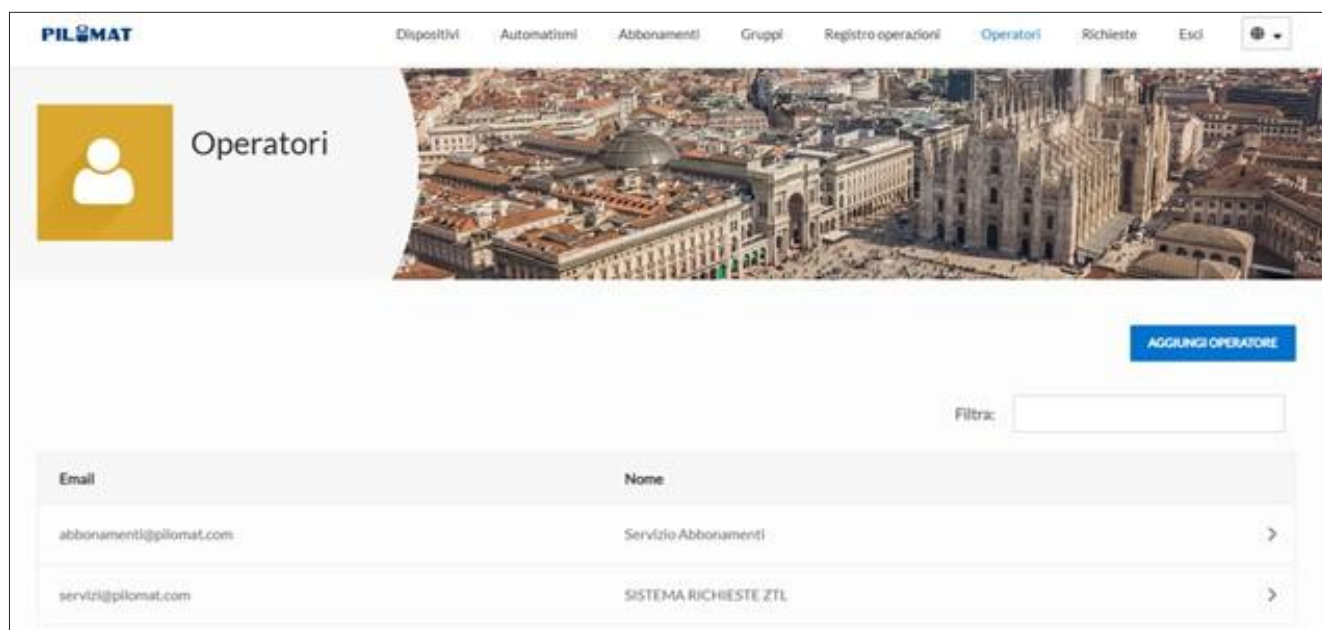 PILOMAT Dispositivi Automatismi Abbonamenti Gruppi Registro operazioni Operatori Richieste Esci
Operatori
AGGIUNGI OPERATORE
Filtra:
Email Nome
abbonamenti@pilomat.com Servizio Abbonamenti
servizi@pilomat.com SISTEMA RICHIESTE ZTL